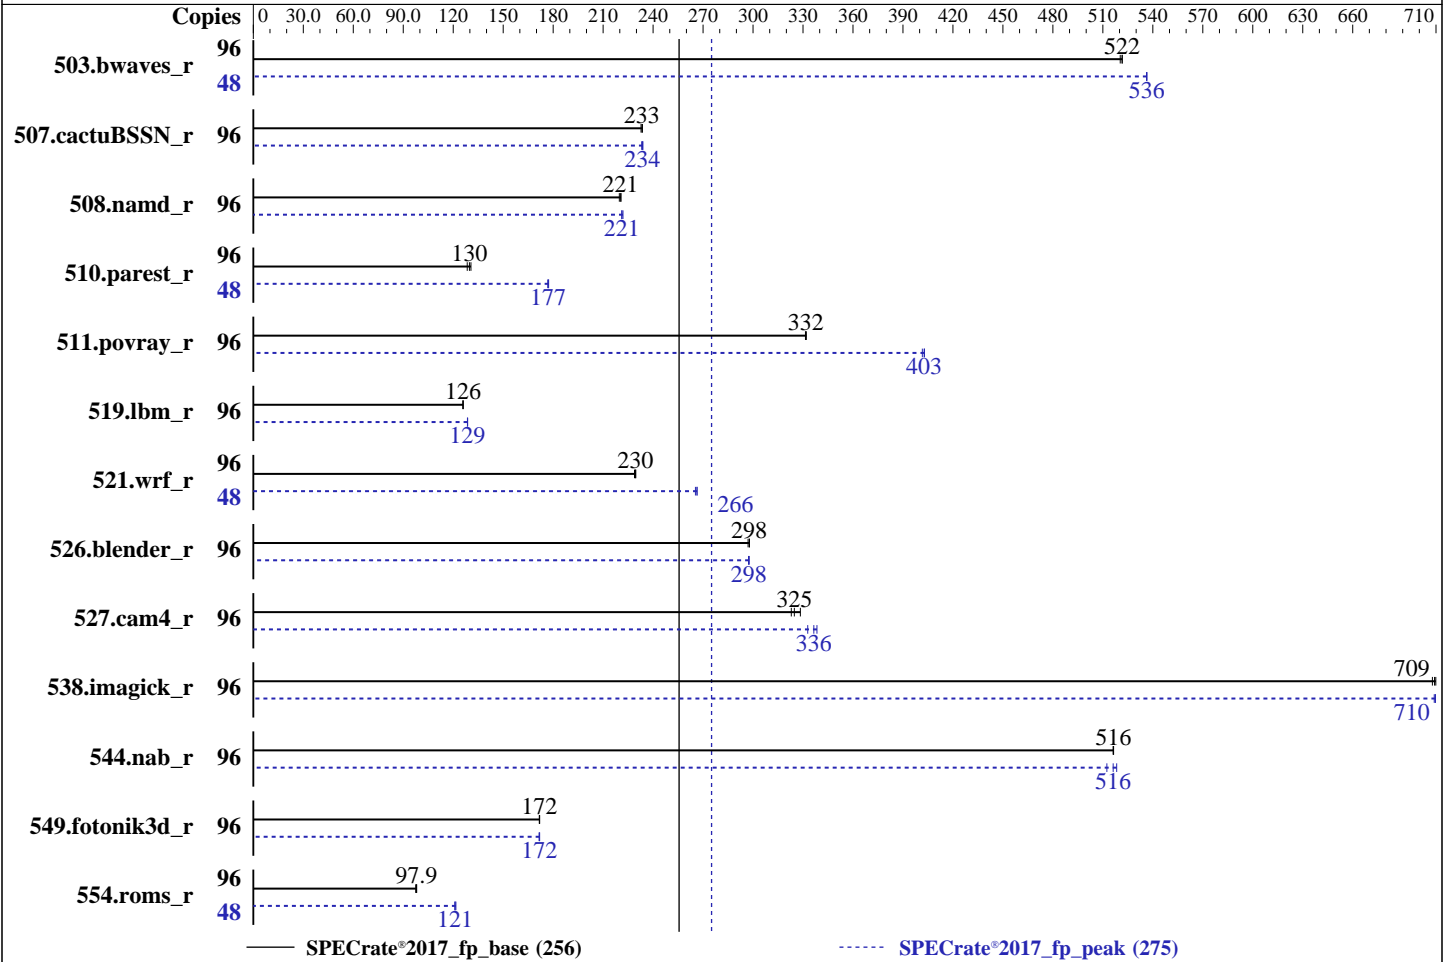 Copies 0 30.0 60.0 90.0 120 150 180 210 240 270 300 330 360 390 420 450 480 510 540 570 600 630 660 710
503.bwaves_r 96 522
48 536
507.cactuBSSN_r 96 233
234
508.namd_r 96 221
221
510.parest_r 96 130
48 177
511.povray_r 96 332
403
519.lbm_r 96 126
129
521.wrf_r 96 230
48 266
526.blender_r 96 298
298
527.cam4_r 96 325
336
538.imagick_r 96 709
710
544.nab_r 96 516
516
549.fotonik3d_r 96 172
172
554.roms_r 96 97.9
48 121
SPECrate®2017_fp_base (256) SPECrate®2017_fp_peak (275)